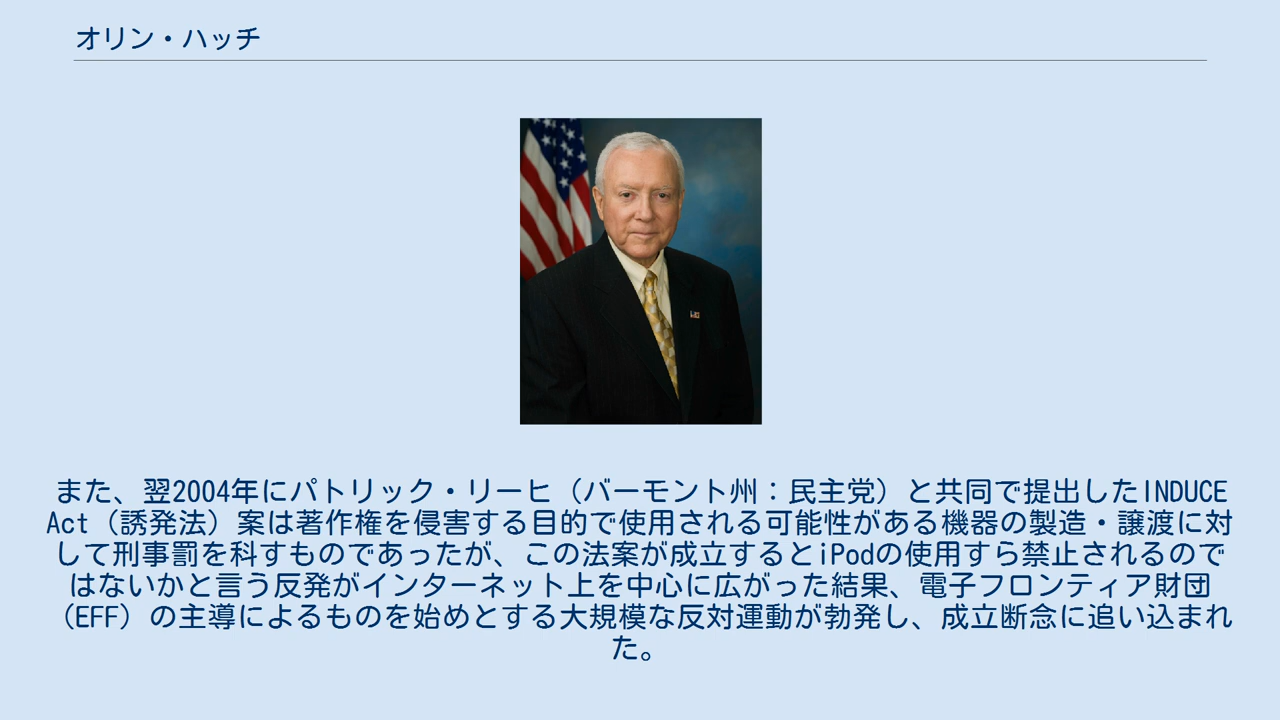 オリン・ハッチ
また、翌2004年にパトリック・リーヒ（バーモント州：民主党）と共同で提出したINDUCE
Act（誘発法）案は著作権を侵害する目的で使用される可能性がある機器の製造・譲渡に対
して刑事罰を科すものであったが、この法案が成立するとiPodの使用すら禁止されるので
はないかと言う反発がインターネット上を中心に広がった結果、電子フロンティア財団
（EFF）の主導によるものを始めとする大規模な反対運動が勃発し、成立断念に追い込まれ
た。